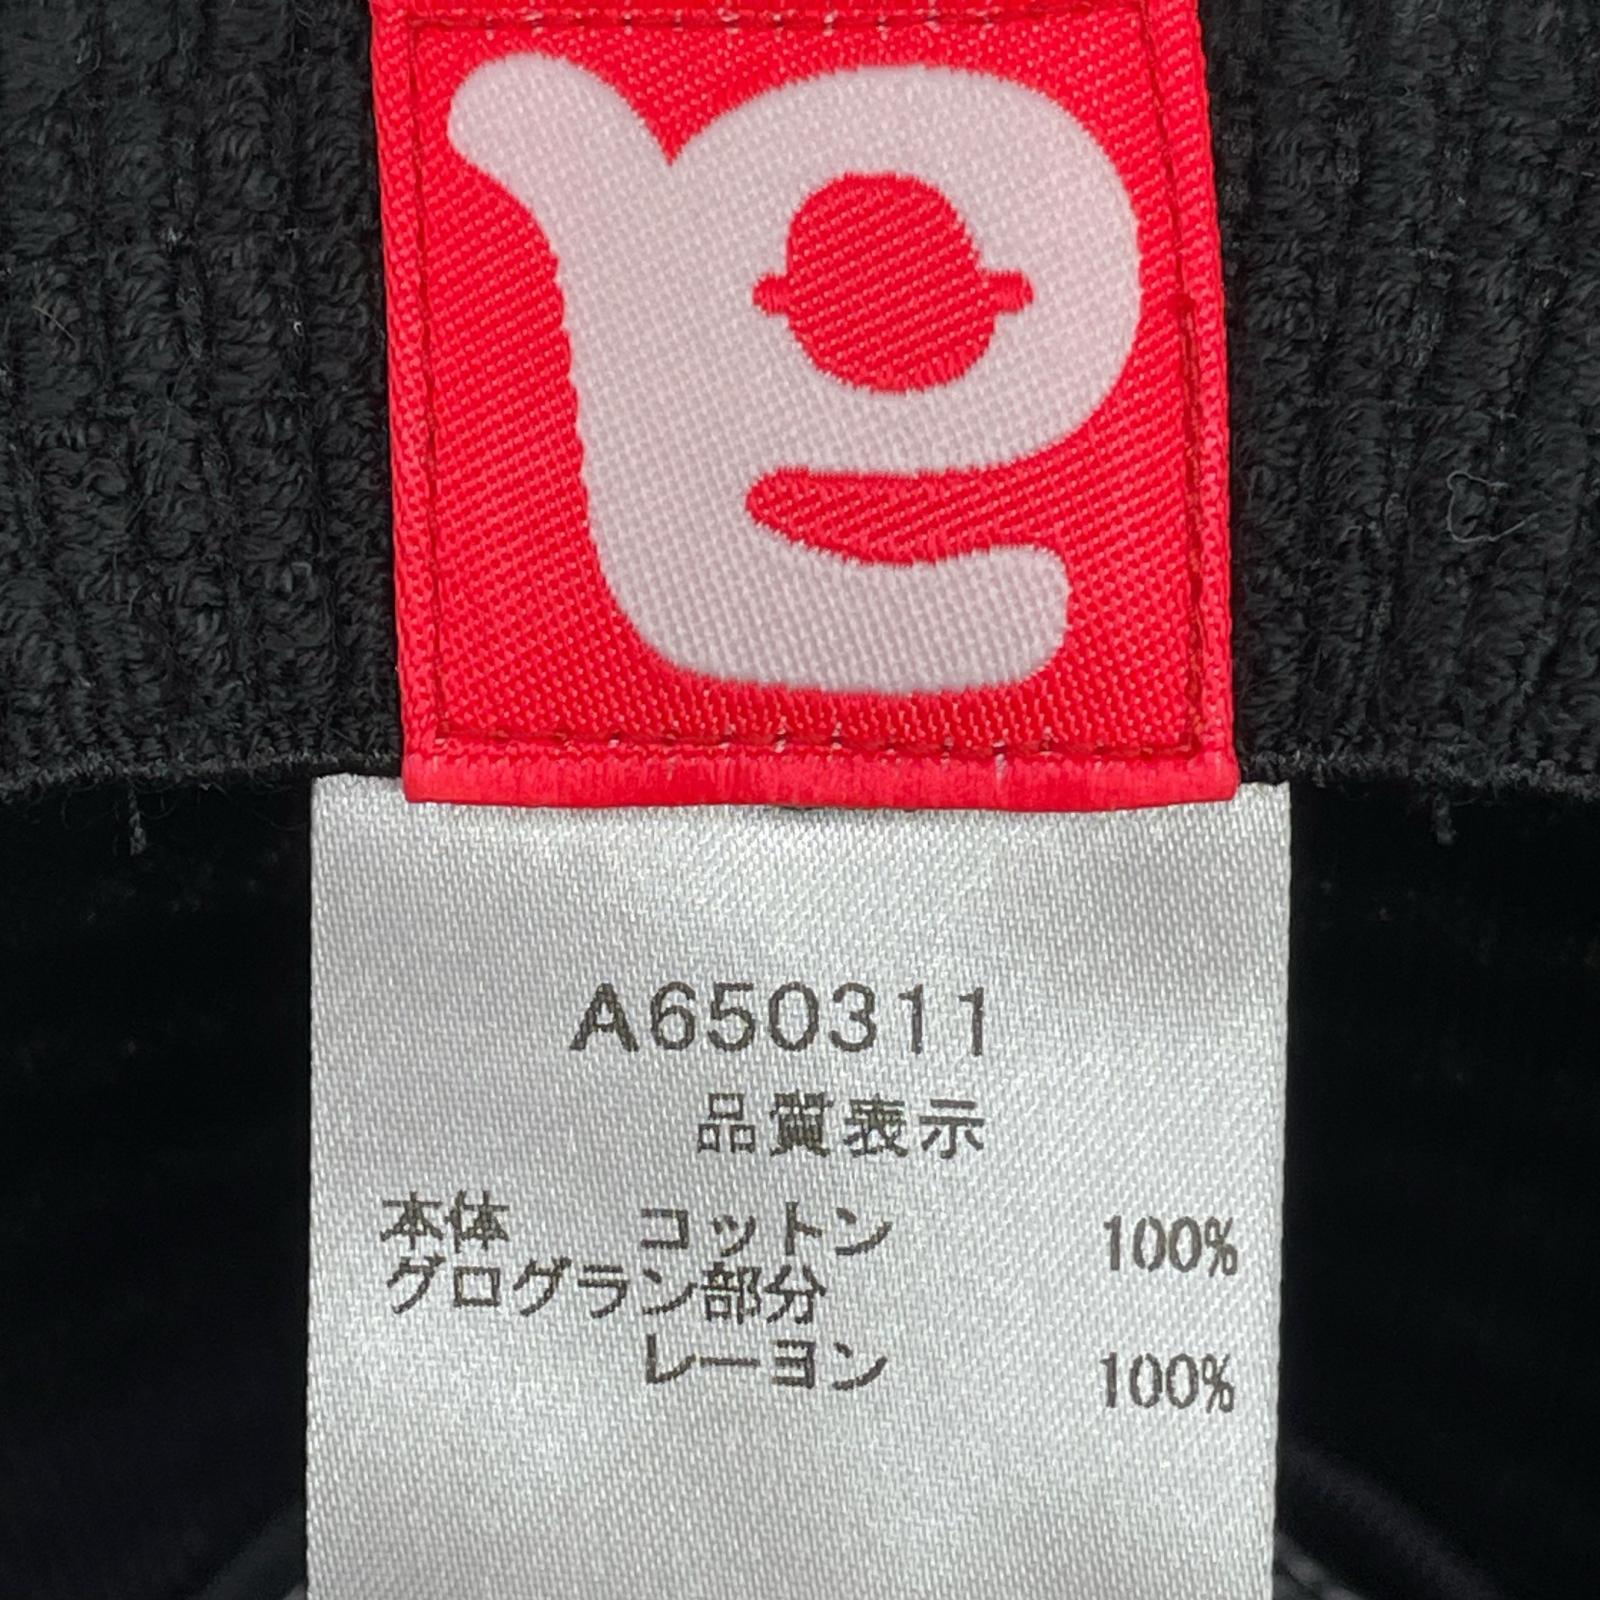 A650311
品質表示
本体 コットン 100%
グログラン部分
レーヨン 100%